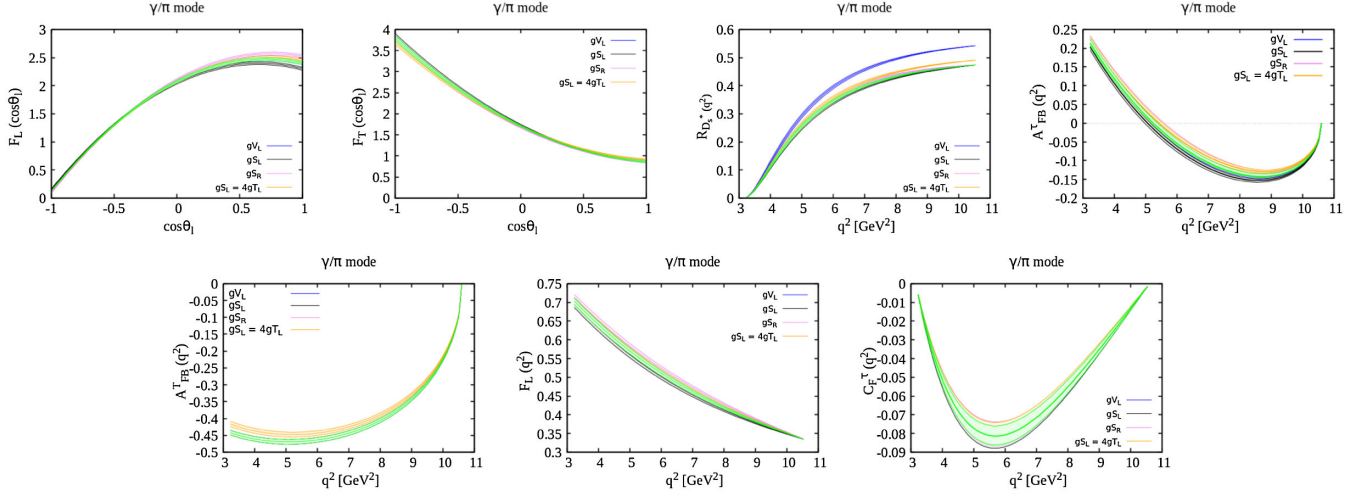 γ/π mode
F_L (cosθ_l)
3
2.5
2
1.5
1
0.5
0
gV_L
gS_L
gS_R
gS_L = 4gT_L
-1 -0.5 0 0.5 1
cosθ_l
γ/π mode
F_T (cosθ_l)
4
3.5
3
2.5
2
1.5
1
0.5
0
gV_L
gS_L
gS_R
gS_L = 4gT_L
-1 -0.5 0 0.5 1
cosθ_l
γ/π mode
R_{D_s*} (q²)
0.6
0.5
0.4
0.3
0.2
0.1
0
gV_L
gS_L
gS_R
gS_L = 4gT_L
3 4 5 6 7 8 9 10 11
q² [GeV²]
γ/π mode
A^τ_FB (q²)
0.25
0.2
0.15
0.1
0.05
0
-0.05
-0.1
-0.15
-0.2
gV_L
gS_L
gS_R
gS_L = 4gT_L
3 4 5 6 7 8 9 10 11
q² [GeV²]
γ/π mode
A^T_FB (q²)
0
-0.05
-0.1
-0.15
-0.2
-0.25
-0.3
-0.35
-0.4
-0.45
-0.5
gV_L
gS_L
gS_R
gS_L = 4gT_L
3 4 5 6 7 8 9 10 11
q² [GeV²]
γ/π mode
F_L (q²)
0.75
0.7
0.65
0.6
0.55
0.5
0.45
0.4
0.35
0.3
gV_L
gS_L
gS_R
gS_L = 4gT_L
3 4 5 6 7 8 9 10 11
q² [GeV²]
γ/π mode
C_F^τ (q²)
0
-0.01
-0.02
-0.03
-0.04
-0.05
-0.06
-0.07
-0.08
-0.09
gV_L
gS_L
gS_R
gS_L = 4gT_L
3 4 5 6 7 8 9 10 11
q² [GeV²]